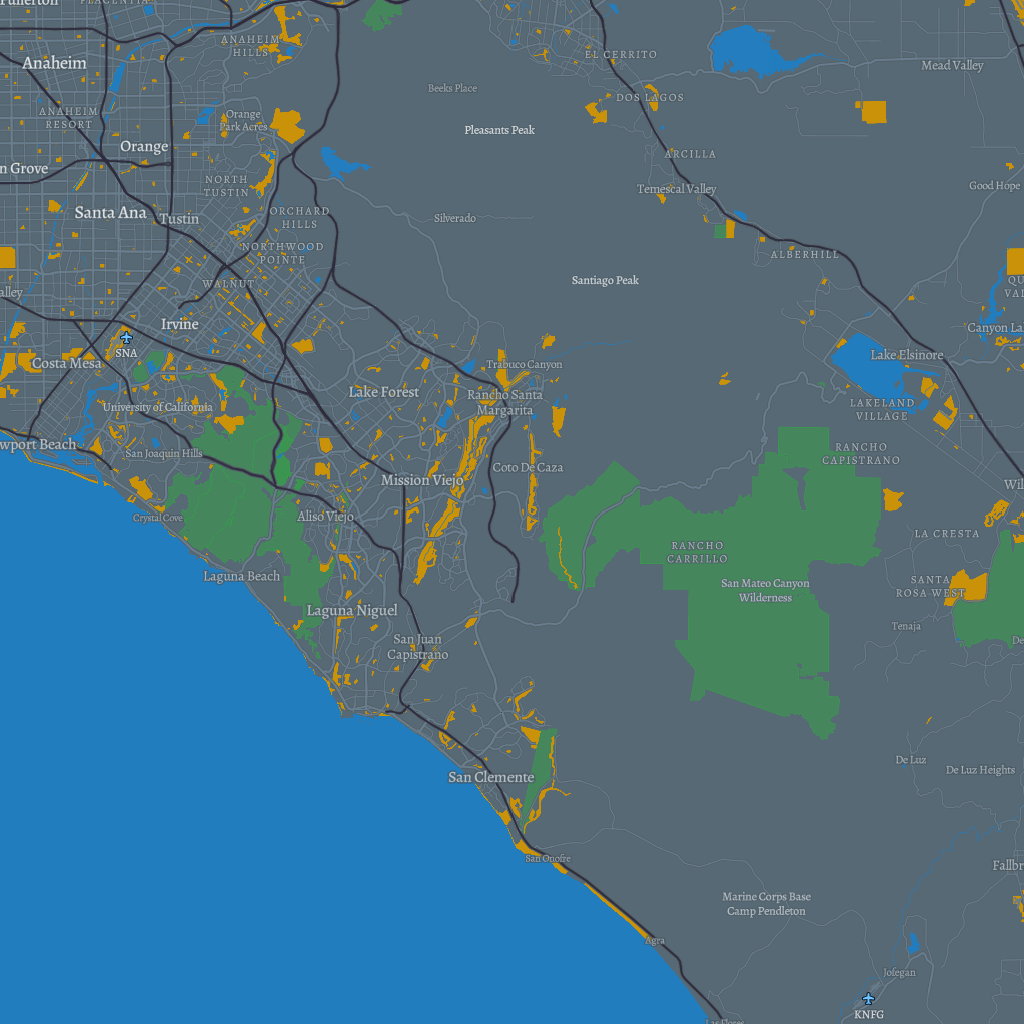 Fullerton
PLACENTIA
ANAHEIM
HILLS
EL CERRITO
Anaheim
Mead Valley
Beeks Place
DOS LAGOS
ANAHEIM
RESORT
Orange
Park Acres
Pleasants Peak
Orange
ARCILLA
n Grove
NORTH
TUSTIN
Temescal Valley
Good Hope
Santa Ana
Tustin
ORCHARD
HILLS
Silverado
NORTHWOOD
POINTE
ALBERHILL
WALNUT
Santiago Peak
QU
VAL
alley
Irvine
Canyon La
SNA
Costa Mesa
Trabuco Canyon
Lake Elsinore
Lake Forest
Rancho Santa
Margarita
University of California
LAKELAND
VILLAGE
wport Beach
San Joaquin Hills
RANCHO
CAPISTRANO
Coto De Caza
Mission Viejo
Wil
Crystal Cove
Aliso Viejo
LA CRESTA
RANCHO
CARRILLO
Laguna Beach
San Mateo Canyon
Wilderness
SANTA
ROSA WEST
Laguna Niguel
Tenaja
San Juan
Capistrano
De
De Luz
De Luz Heights
San Clemente
San Onofre
Fallbr
Marine Corps Base
Camp Pendleton
Agra
Jofegan
KNFG
Las Flores